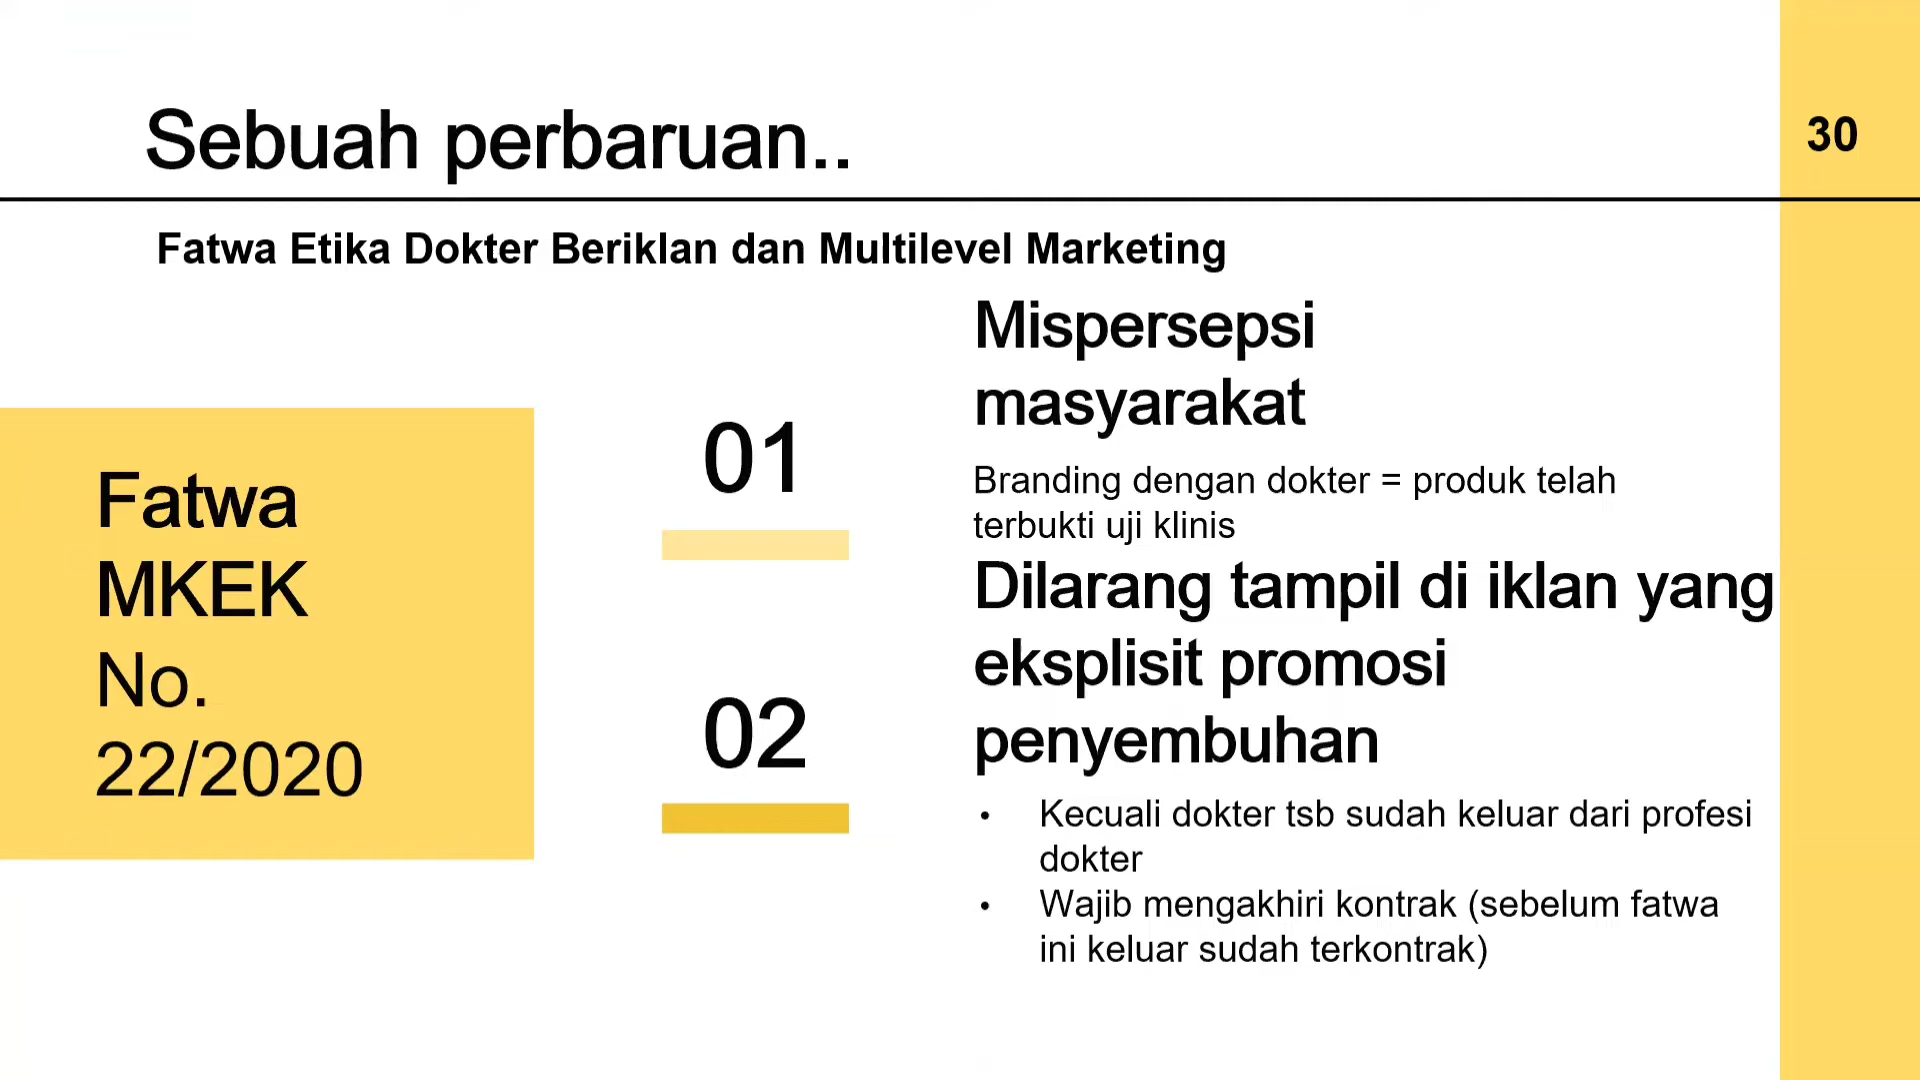 Sebuah perbaruan..
30
Fatwa Etika Dokter Beriklan dan Multilevel Marketing
Fatwa
MKEK
No.
22/2020
01
Mispersepsi
masyarakat
Branding dengan dokter = produk telah
terbukti uji klinis
02
Dilarang tampil di iklan yang
eksplisit promosi
penyembuhan
• Kecuali dokter tsb sudah keluar dari profesi
dokter
• Wajib mengakhiri kontrak (sebelum fatwa
ini keluar sudah terkontrak)